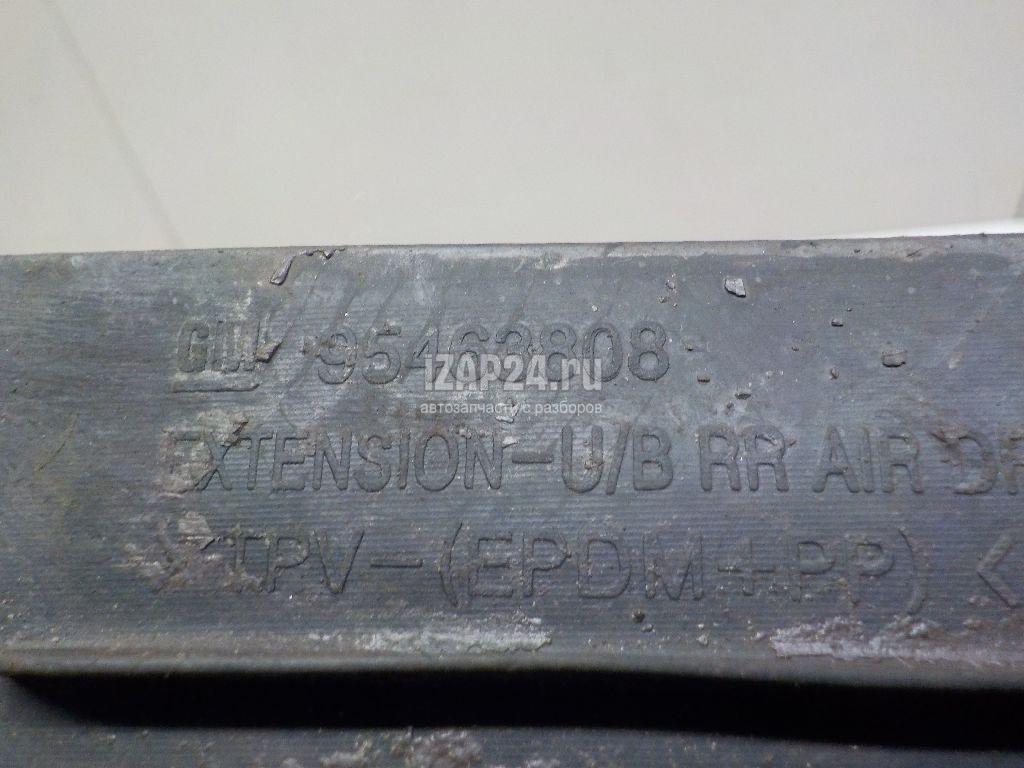 GM 95463808
IZAP24.ru
автозапчасти с разборов
EXTENSION-U/B RR AIR
>TPV-(EPDM+PP)<